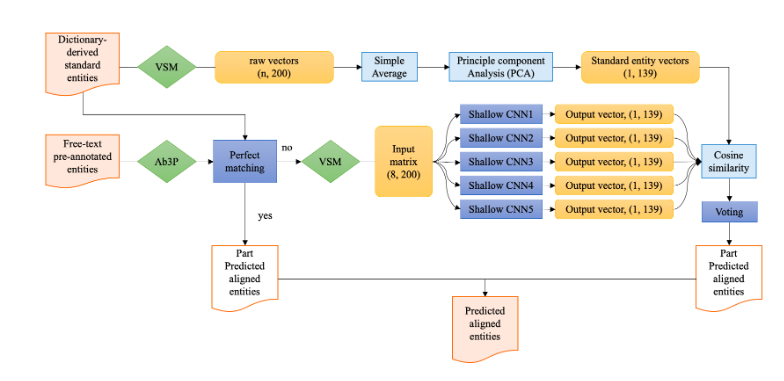 Dictionary-
derived
standard
entities
VSM
raw vectors
(n, 200)
Simple
Average
Principle component
Analysis (PCA)
Standard entity vectors
(1, 139)
Free-text
pre-annotated
entities
Ab3P
Perfect
matching
no
VSM
Input
matrix
(8, 200)
Shallow CNN1
Output vector, (1, 139)
Shallow CNN2
Output vector, (1, 139)
Shallow CNN3
Output vector, (1, 139)
Shallow CNN4
Output vector, (1, 139)
Shallow CNN5
Output vector, (1, 139)
Cosine
similarity
Voting
yes
Part
Predicted
aligned
entities
Part
Predicted
aligned
entities
Predicted
aligned
entities